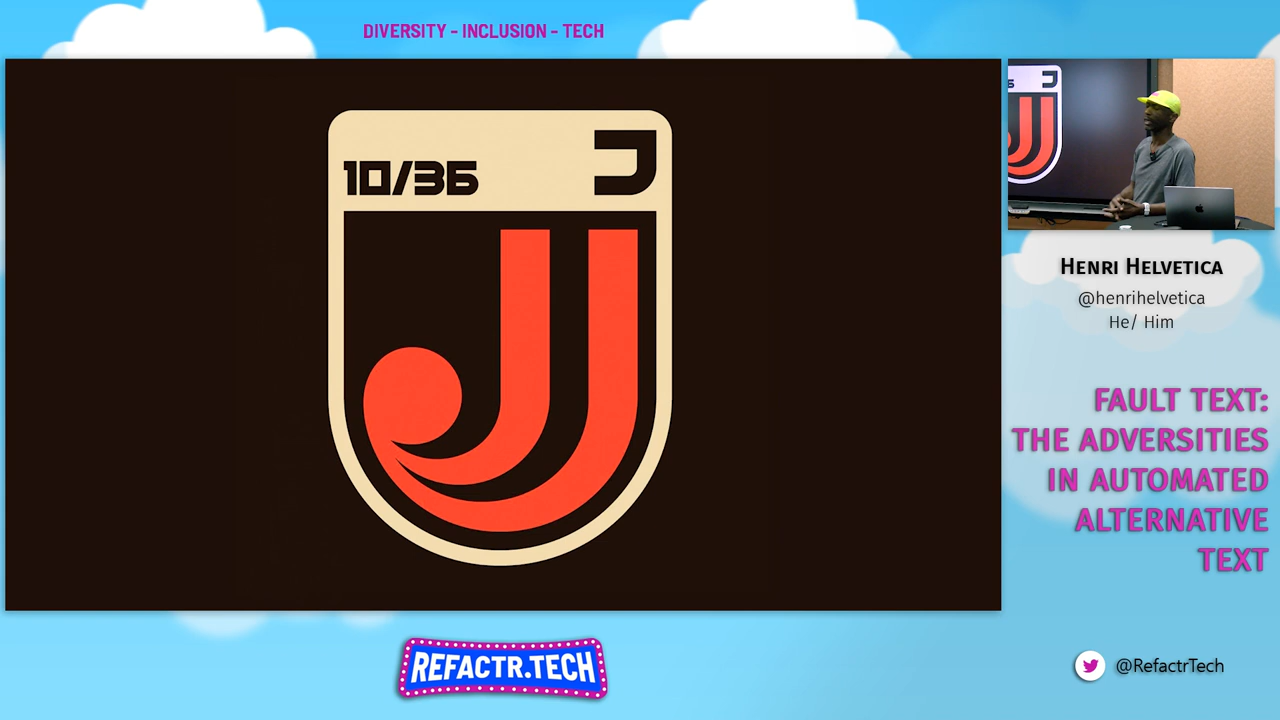 DIVERSITY - INCLUSION - TECH
10/36
J
JJ
J
HENRI HELVETICA
@henrihelvetica
He/ Him
FAULT TEXT:
THE ADVERSITIES
IN AUTOMATED
ALTERNATIVE
TEXT
REFACTR.TECH
@RefactrTech